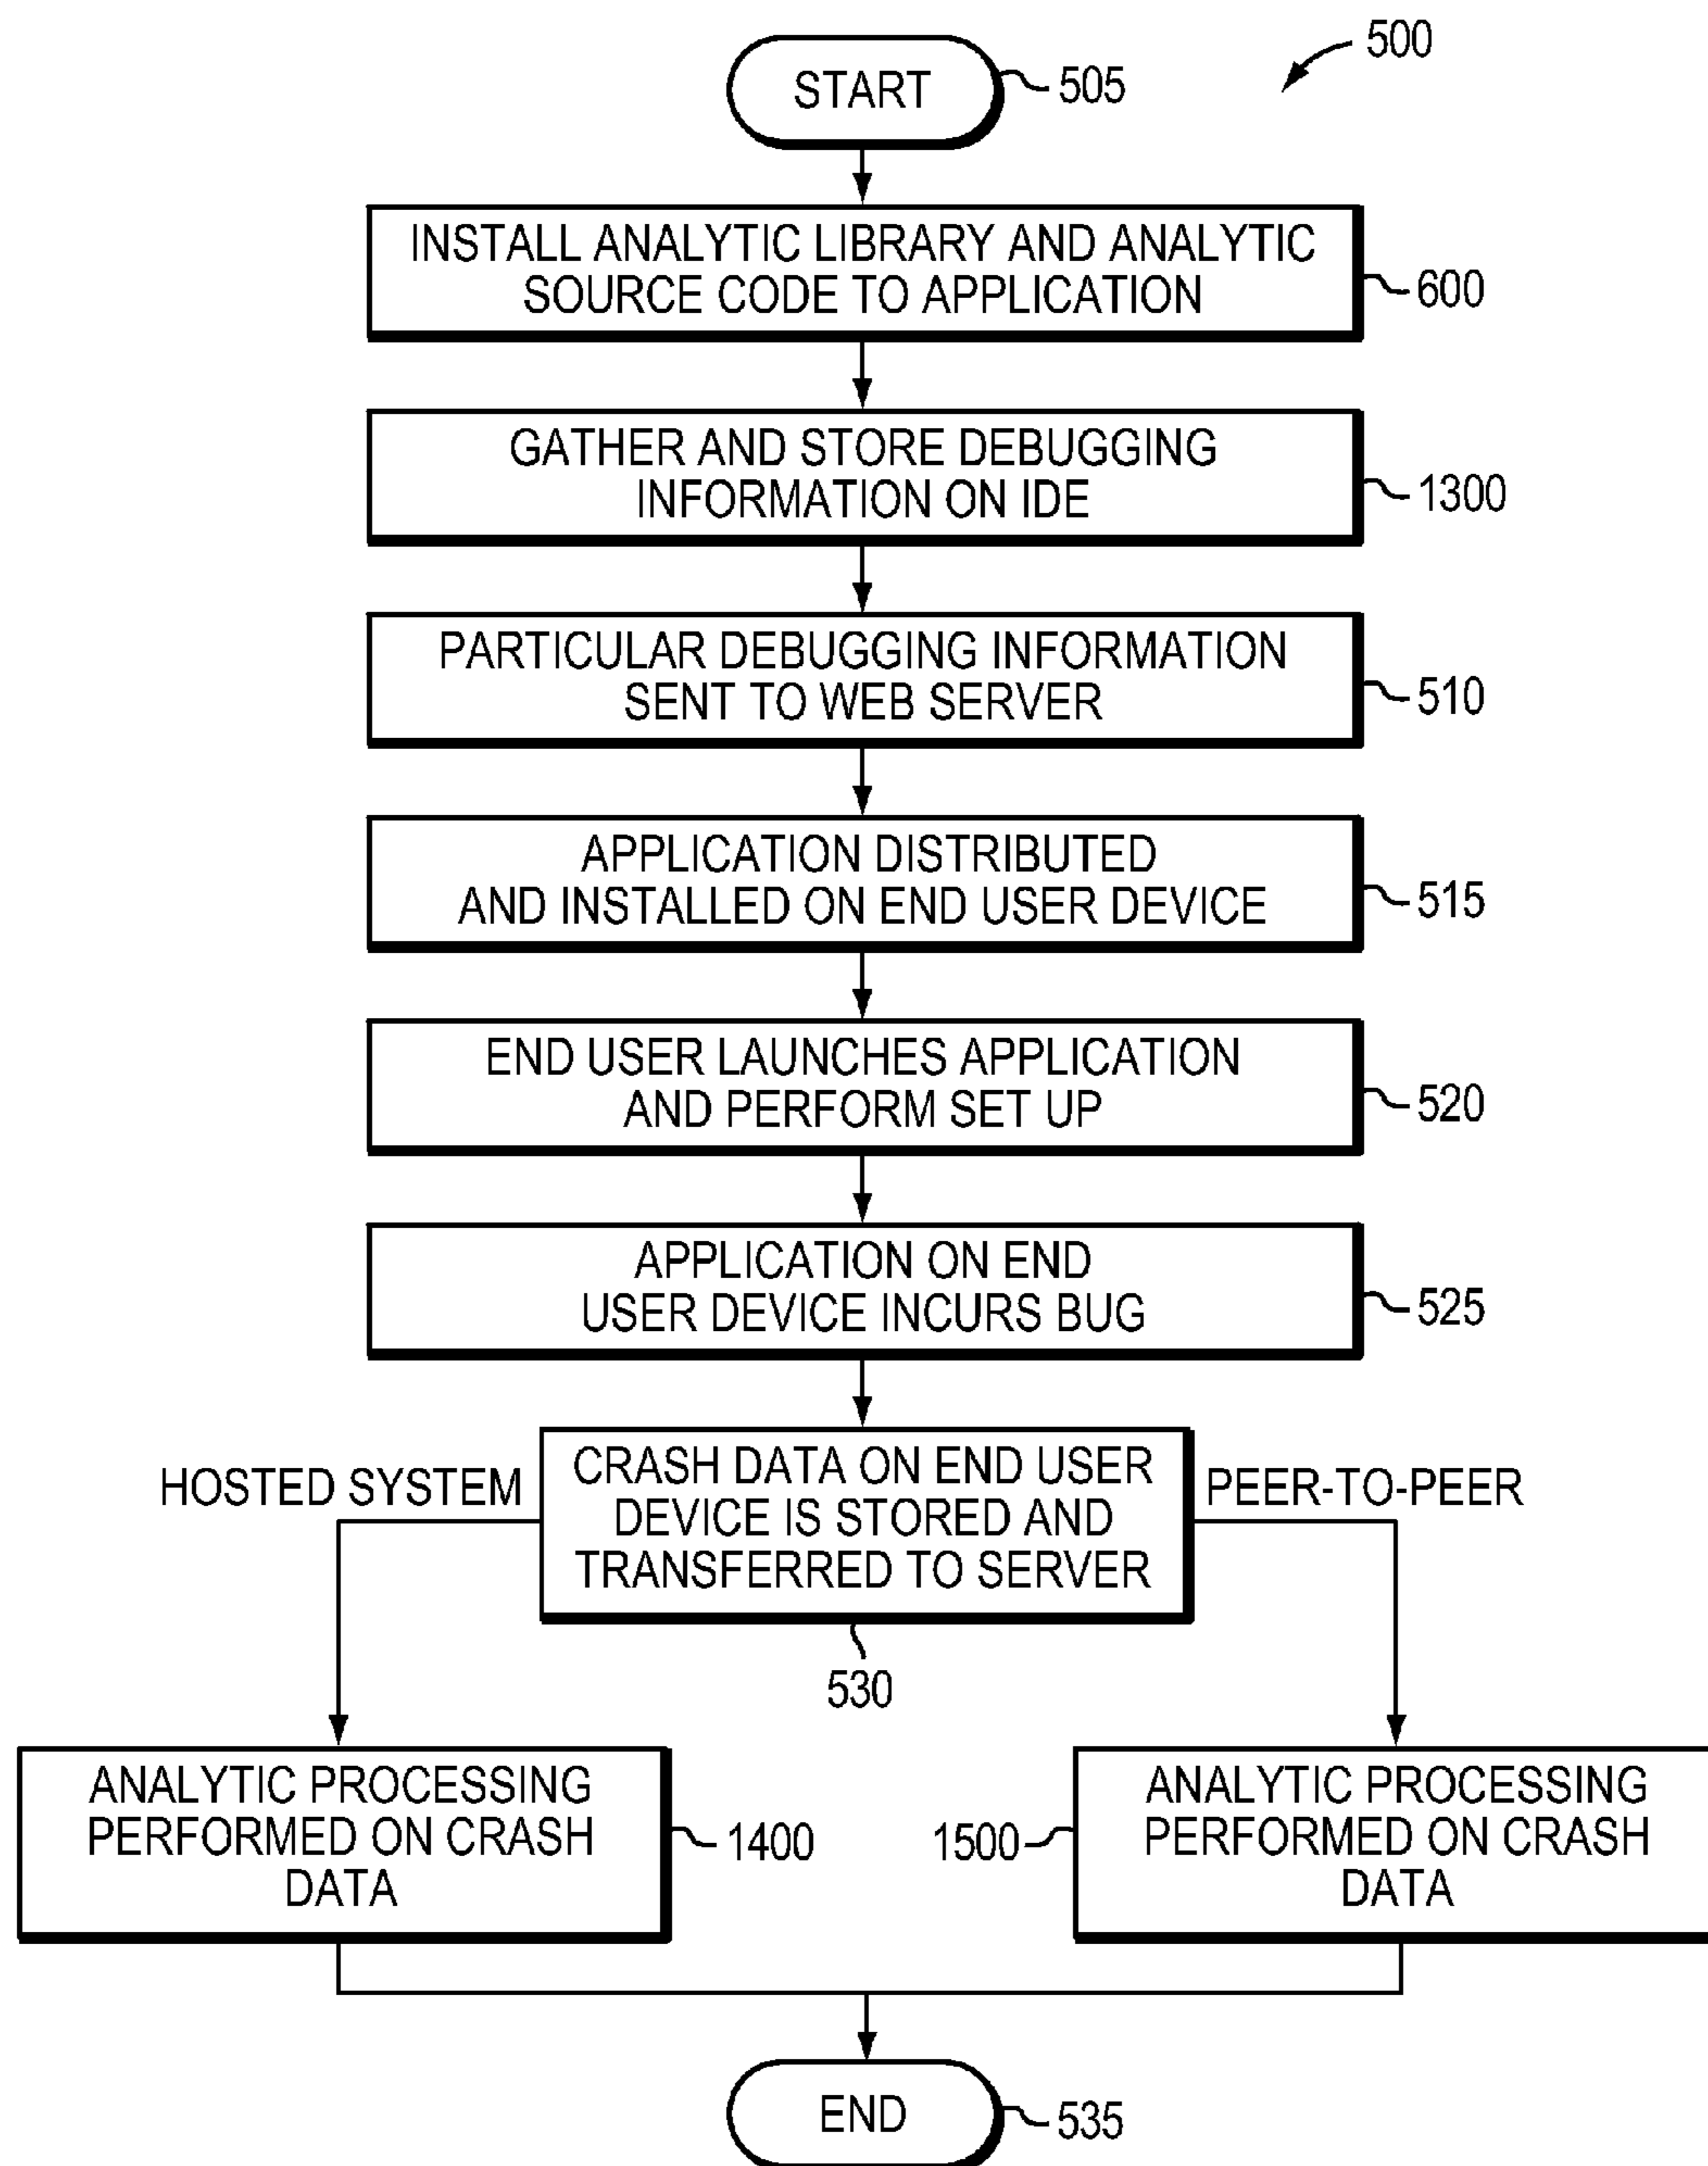 500
START
505
INSTALL ANALYTIC LIBRARY AND ANALYTIC
SOURCE CODE TO APPLICATION
600
GATHER AND STORE DEBUGGING
INFORMATION ON IDE
1300
PARTICULAR DEBUGGING INFORMATION
SENT TO WEB SERVER
510
APPLICATION DISTRIBUTED
AND INSTALLED ON END USER DEVICE
515
END USER LAUNCHES APPLICATION
AND PERFORM SET UP
520
APPLICATION ON END
USER DEVICE INCURS BUG
525
HOSTED SYSTEM
CRASH DATA ON END USER
DEVICE IS STORED AND
TRANSFERRED TO SERVER
PEER-TO-PEER
530
ANALYTIC PROCESSING
PERFORMED ON CRASH
DATA
1400
1500
ANALYTIC PROCESSING
PERFORMED ON CRASH
DATA
END
535